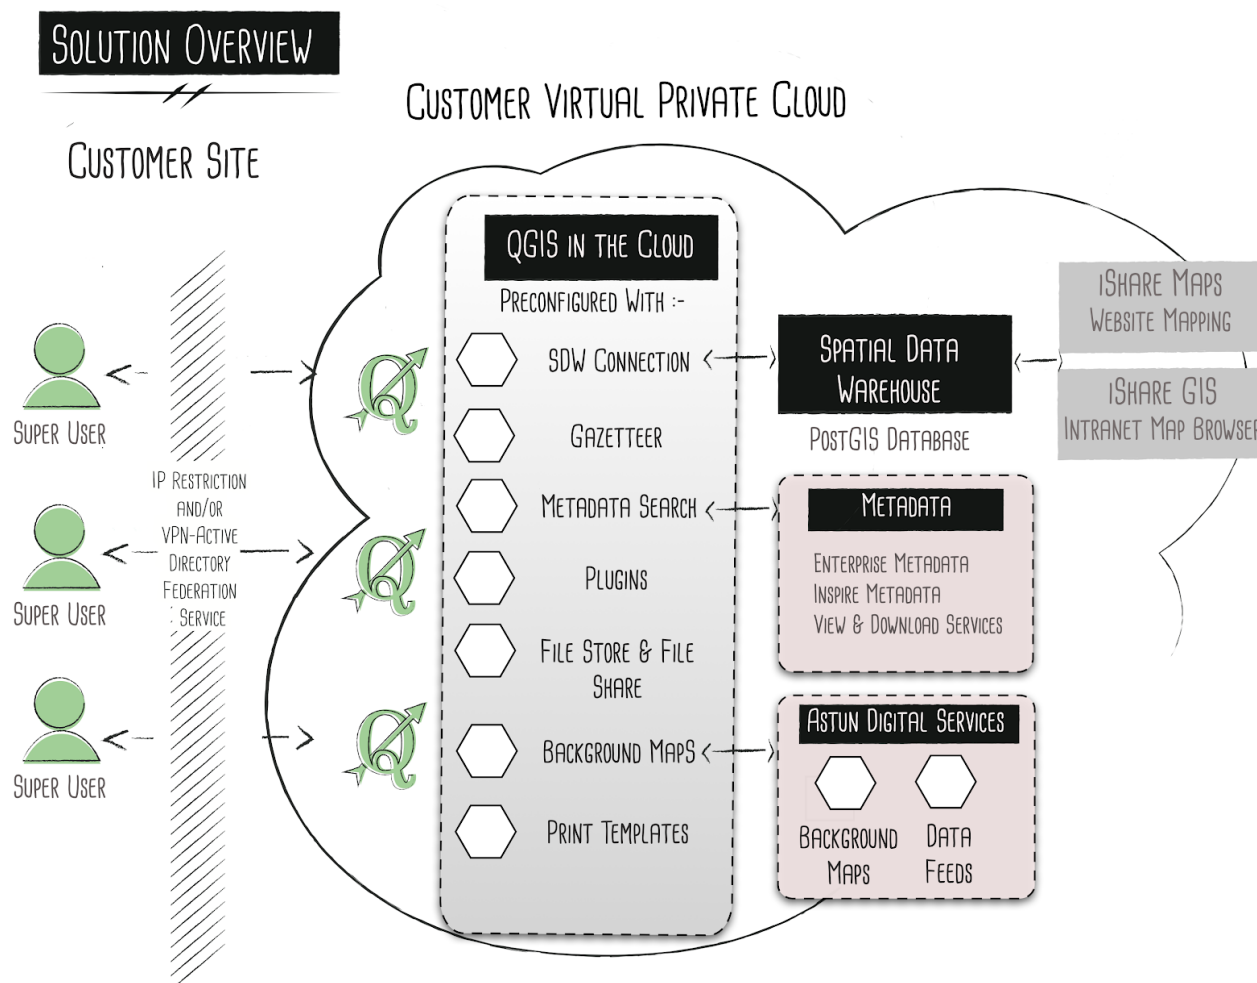 Solution Overview
Customer Virtual Private Cloud
Customer Site
QGIS in the Cloud
Preconfigured With :-
SDW Connection
Gazetteer
Metadata Search
Plugins
File Store & File
Share
Background Maps
Print Templates
Super User
IP Restriction
and/or
VPN-Active
Directory
Federation
Service
Super User
Super User
Spatial Data
Warehouse
PostGIS Database
iShare Maps
Website Mapping
iShare GIS
Intranet Map Browser
Metadata
Enterprise Metadata
Inspire Metadata
View & Download Services
Astun Digital Services
Background
Maps
Data
Feeds